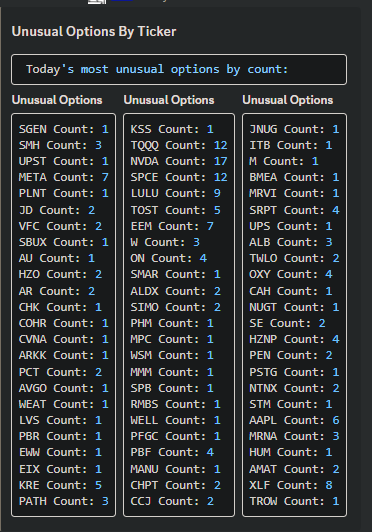 Unusual Options By Ticker
Today's most unusual options by count:
Unusual Options
SGEN Count: 1
SMH Count: 3
UPST Count: 1
META Count: 7
PLNT Count: 1
JD Count: 2
VFC Count: 2
SBUX Count: 1
AU Count: 1
HZO Count: 2
AR Count: 2
CHK Count: 1
COHR Count: 1
CVNA Count: 1
ARKK Count: 1
PCT Count: 2
AVGO Count: 1
WEAT Count: 1
LVS Count: 1
PBR Count: 1
EWW Count: 1
EIX Count: 1
KRE Count: 5
PATH Count: 3
Unusual Options
KSS Count: 1
TQQQ Count: 12
NVDA Count: 17
SPCE Count: 12
LULU Count: 9
TOST Count: 5
EEM Count: 7
W Count: 3
ON Count: 4
SMAR Count: 1
ALDX Count: 2
SIMO Count: 2
PHM Count: 1
MPC Count: 1
WSM Count: 1
MMM Count: 1
SPB Count: 1
RMBS Count: 1
WELL Count: 1
PFGC Count: 1
PBF Count: 4
MANU Count: 1
CHPT Count: 2
CCJ Count: 2
Unusual Options
JNUG Count: 1
ITB Count: 1
M Count: 1
BMEA Count: 1
MRVI Count: 1
SRPT Count: 4
UPS Count: 1
ALB Count: 3
TWLO Count: 2
OXY Count: 4
CAH Count: 1
NUGT Count: 1
SE Count: 2
HZNP Count: 4
PEN Count: 2
PSTG Count: 1
NTNX Count: 2
STM Count: 1
AAPL Count: 6
MRNA Count: 3
HUM Count: 1
AMAT Count: 2
XLF Count: 8
TROW Count: 1